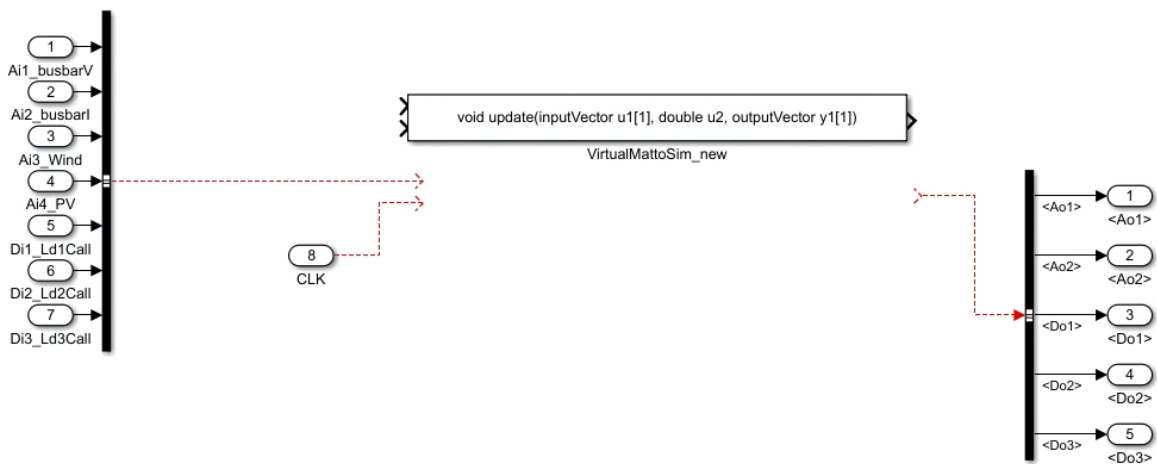 1
Ai1_busbarV
2
Ai2_busbarI
3
Ai3_Wind
4
Ai4_PV
5
Di1_Ld1Call
6
Di2_Ld2Call
7
Di3_Ld3Call
8
CLK
void update(inputVector u1[1], double u2, outputVector y1[1])
VirtualMattoSim_new
<Ao1>
1
<Ao1>
<Ao2>
2
<Ao2>
<Do1>
3
<Do1>
<Do2>
4
<Do2>
<Do3>
5
<Do3>